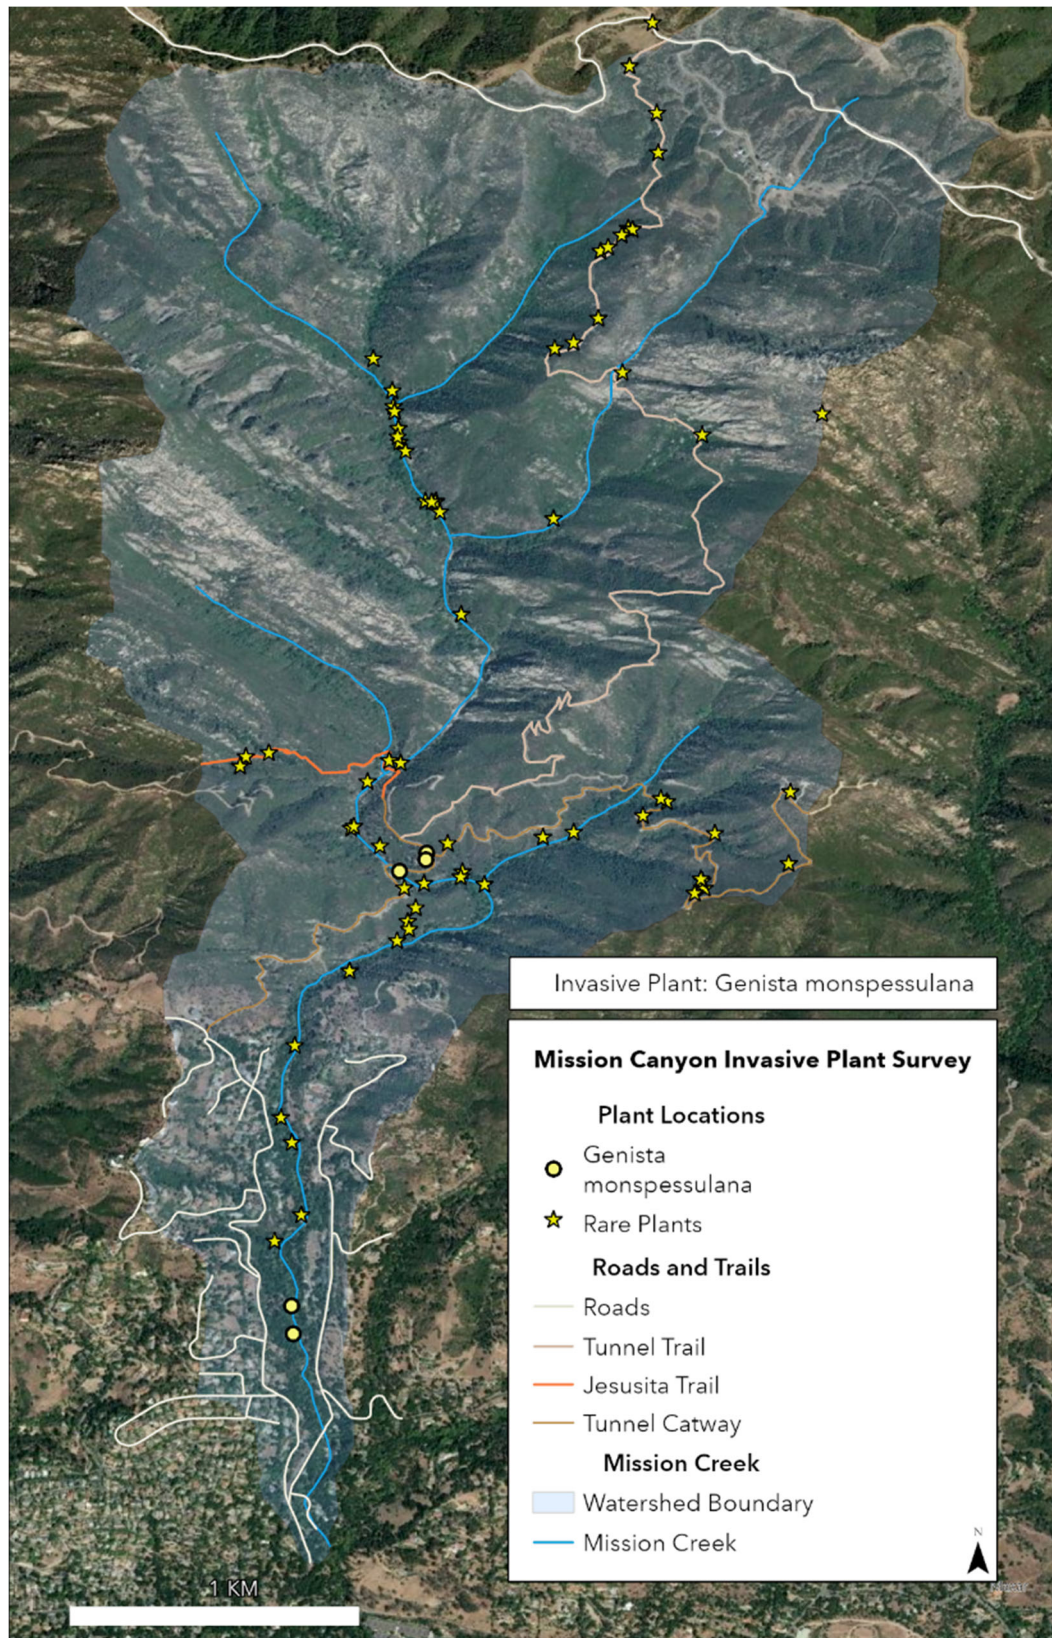 Invasive Plant: Genista monspessulana
Mission Canyon Invasive Plant Survey
Plant Locations
Genista
monspessulana
Rare Plants
Roads and Trails
Roads
Tunnel Trail
Jesusita Trail
Tunnel Catway
Mission Creek
Watershed Boundary
Mission Creek
N
1 KM